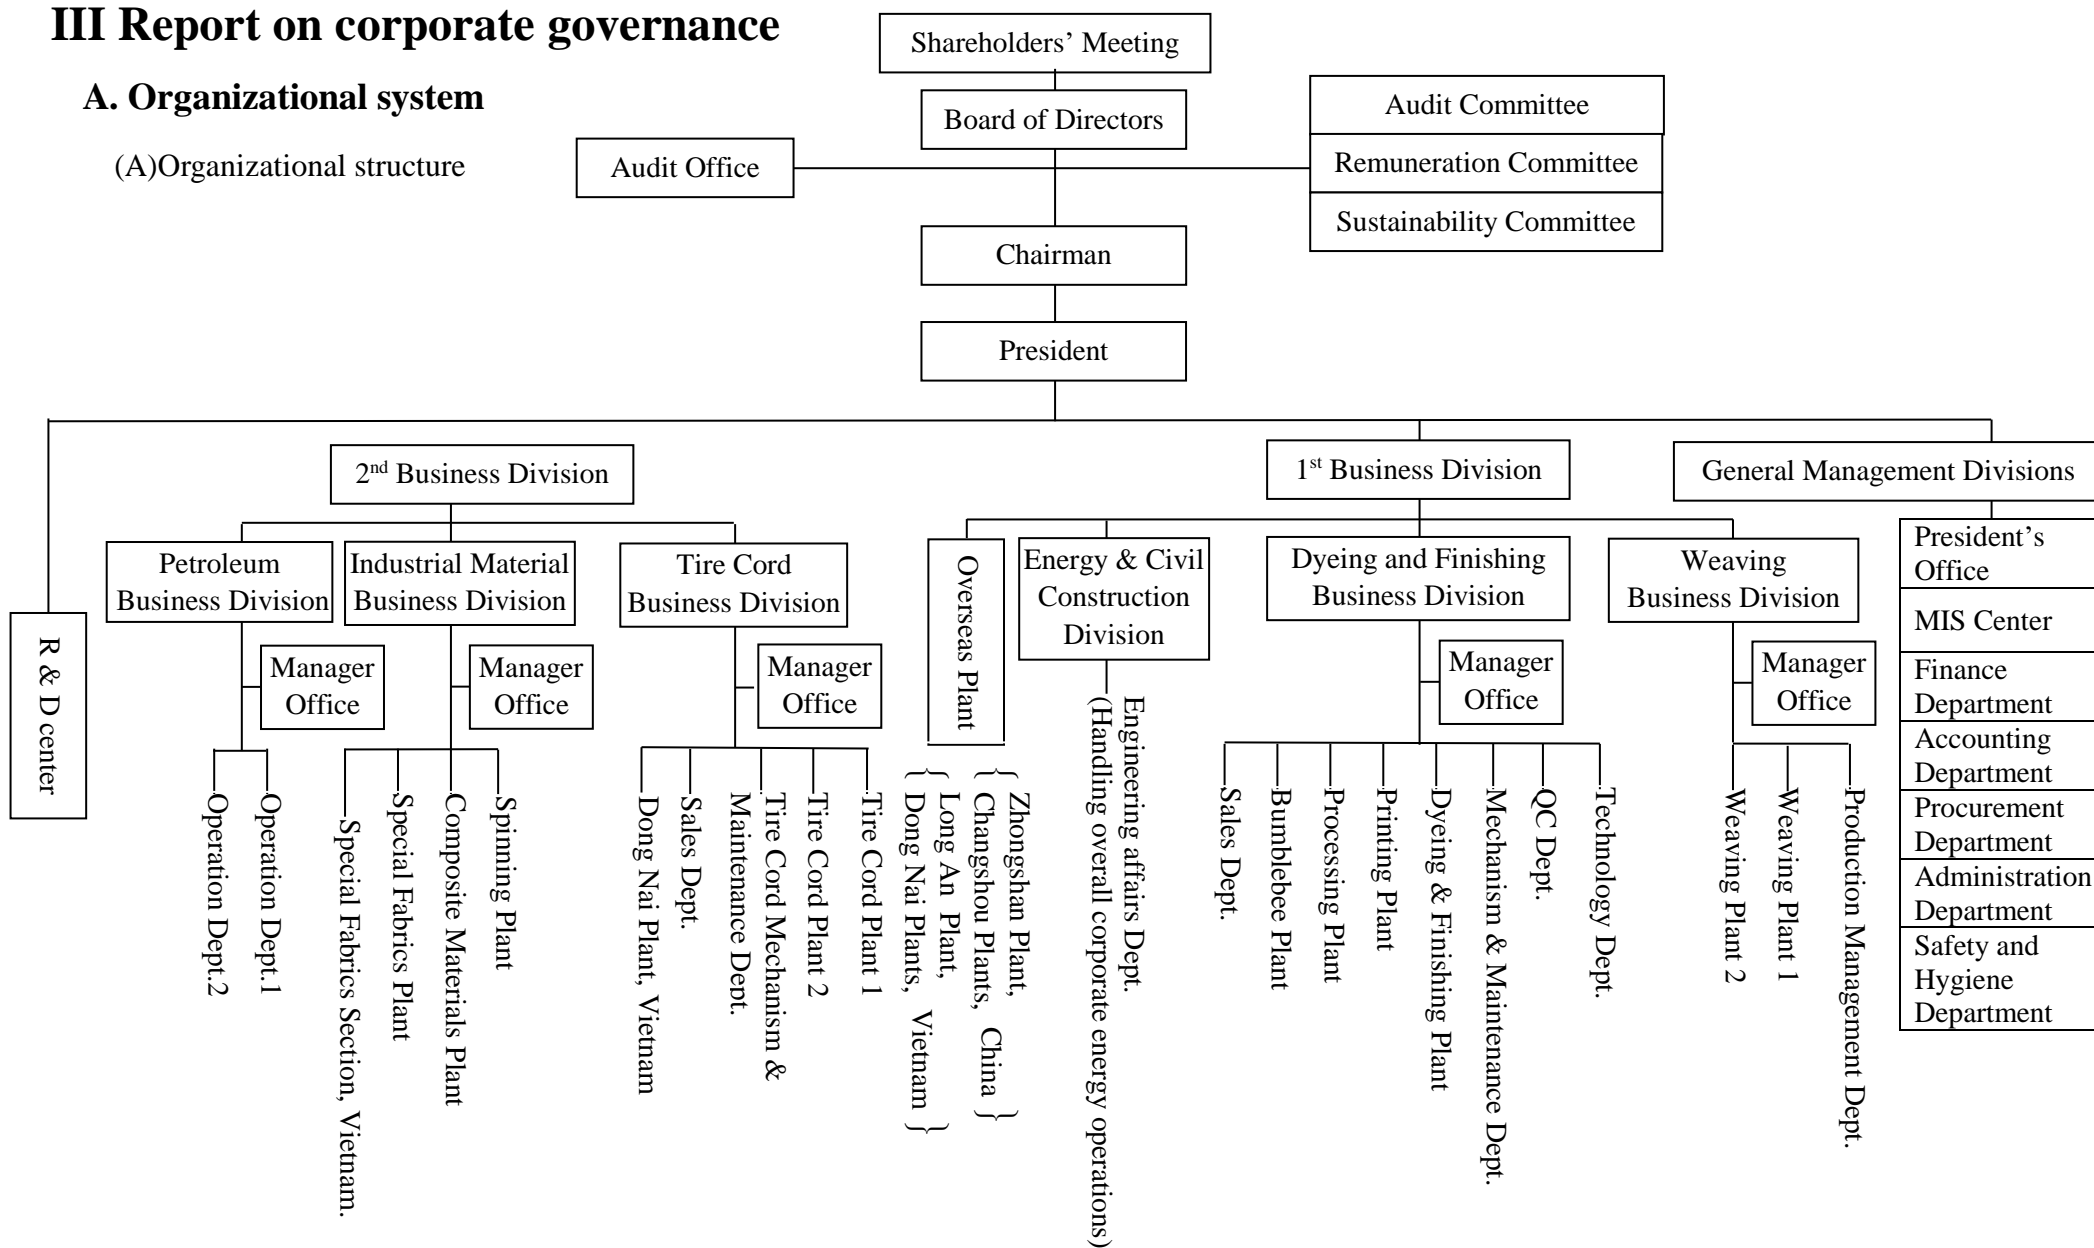 III Report on corporate governance
A. Organizational system
(A)Organizational structure
Shareholders’ Meeting
Board of Directors
Audit Office
Audit Committee
Remuneration Committee
Sustainability Committee
Chairman
President
R & D center
2nd Business Division
1st Business Division
General Management Divisions
Petroleum
Business Division
Industrial Material
Business Division
Tire Cord
Business Division
Overseas Plant
Energy & Civil
Construction
Division
Dyeing and Finishing
Business Division
Weaving
Business Division
Manager
Office
Manager
Office
Manager
Office
Manager
Office
Manager
Office
Operation Dept.2
Operation Dept.1
Special Fabrics Section, Vietnam.
Special Fabrics Plant
Composite Materials Plant
Spinning Plant
Dong Nai Plant, Vietnam
Sales Dept.
Tire Cord Mechanism &
Maintenance Dept.
Tire Cord Plant 2
Tire Cord Plant 1
Zhongshan Plant,
{ Changshou Plants, China }
Long An Plant,
{ Dong Nai Plants, Vietnam }
Engineering affairs Dept.
(Handling overall corporate energy operations)
Sales Dept.
Bumblebee Plant
Processing Plant
Printing Plant
Dyeing & Finishing Plant
Mechanism & Maintenance Dept.
QC Dept.
Technology Dept.
Weaving Plant 2
Weaving Plant 1
Production Management Dept.
President’s
Office
MIS Center
Finance
Department
Accounting
Department
Procurement
Department
Administration
Department
Safety and
Hygiene
Department